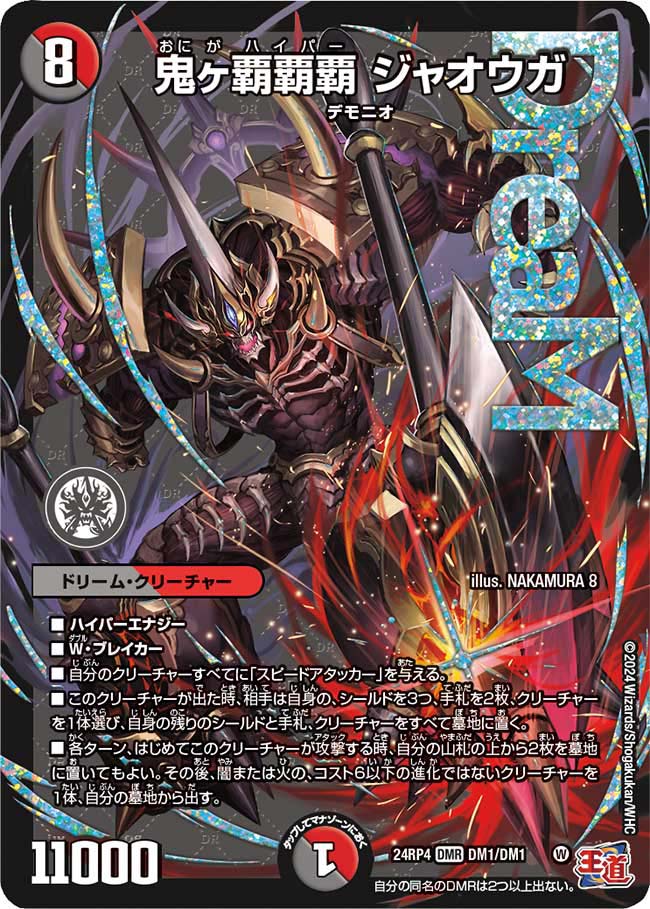 8
鬼ヶ覇覇覇 ジャオウガ
おに が ハイパー
デモニオ
DreaM
ドリーム・クリーチャー
illus. NAKAMURA 8
■ ハイパーエナジー
■ W・ブレイカー
■ 自分のクリーチャーすべてに「スピードアタッカー」を与える。
■ このクリーチャーが出た時、相手は自身の、シールドを3つ、手札を2枚、クリーチャー
を1体選び、自身の残りのシールドと手札、クリーチャーをすべて墓地に置く。
■ 各ターン、はじめてこのクリーチャーが攻撃する時、自分の山札の上から2枚を墓地
に置いてもよい。その後、闇または火の、コスト6以下の進化ではないクリーチャーを
1体、自分の墓地から出す。
©2024 Wizards/Shogakukan/WHC
11000
タップしてマナゾーンにおく
1
24RP4 DMR DM1/DM1 W
王道
自分の同名のDMRは2つ以上出ない。